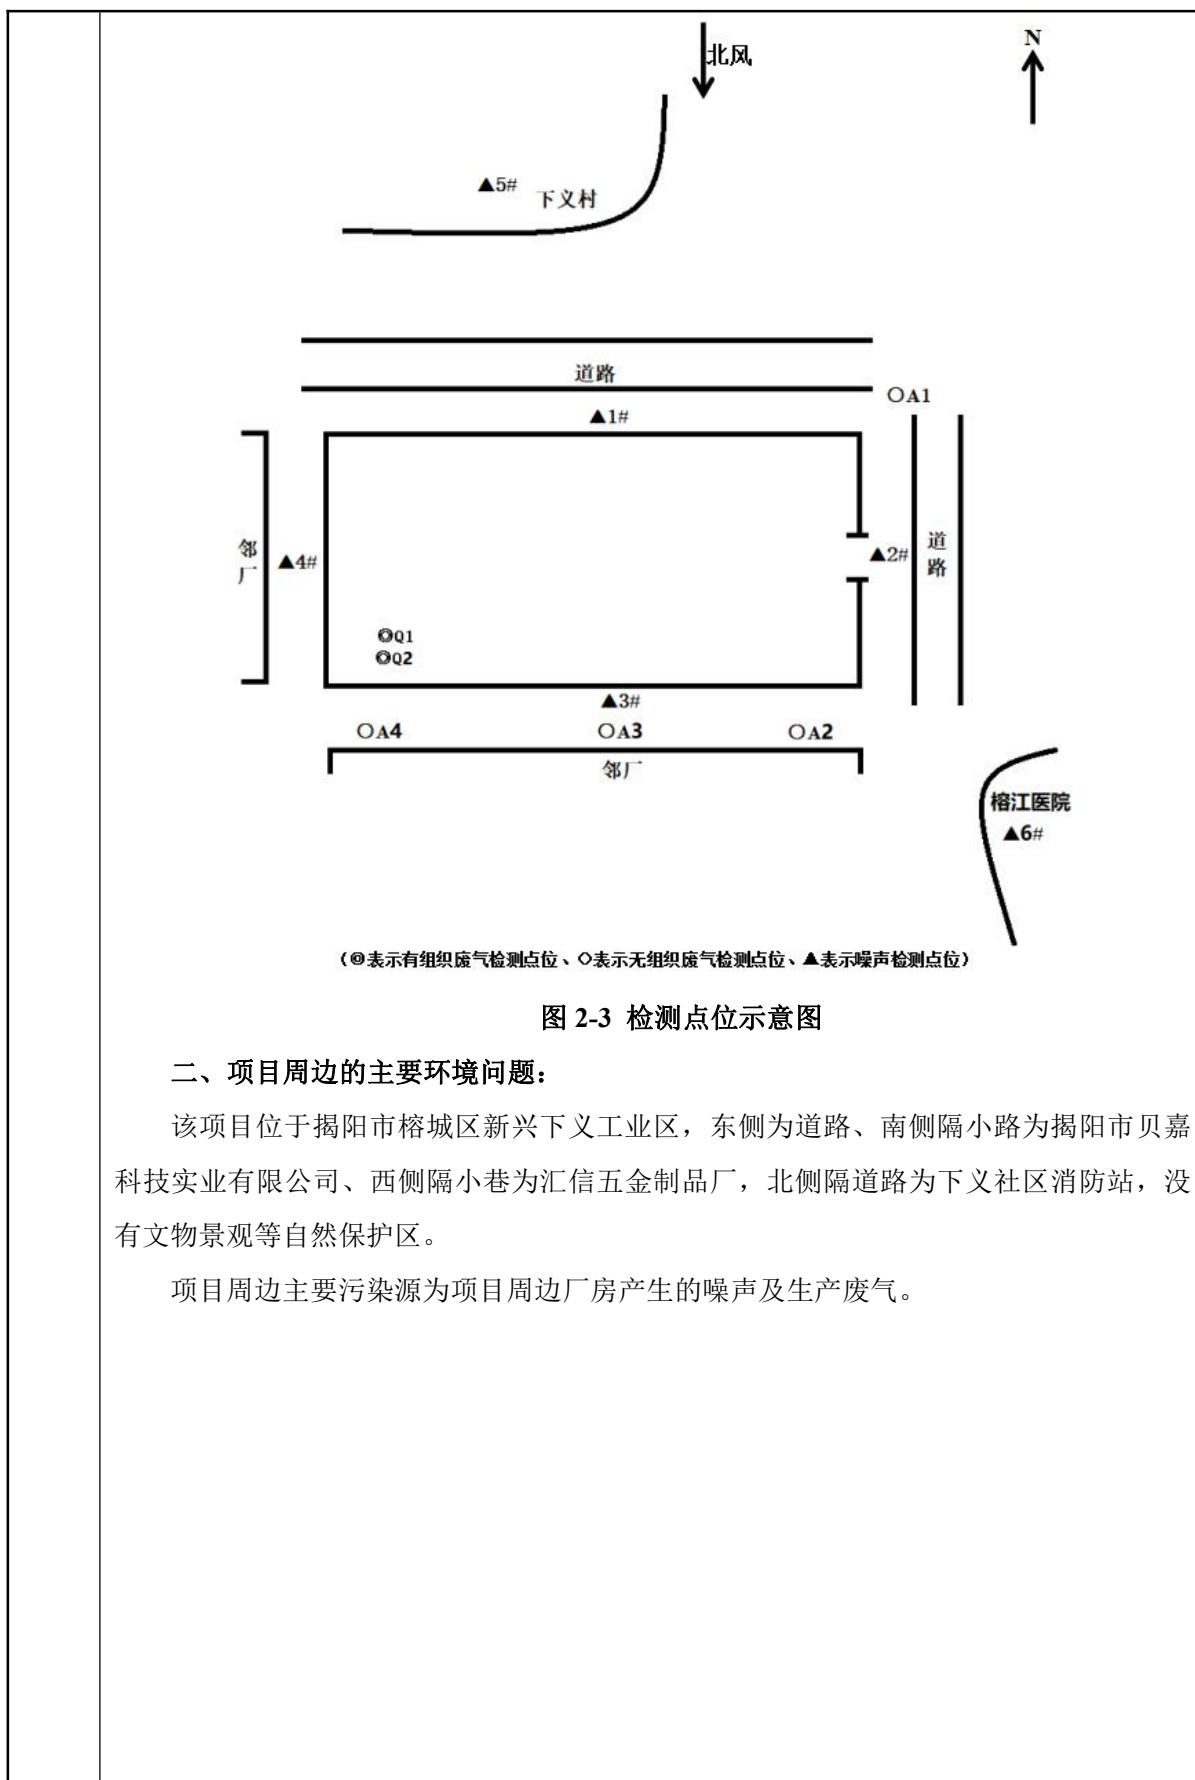 北风
N
▲5#
下义村
道路
○A1
▲1#
邻厂
▲4#
▲2#
道路
◎Q1
◎Q2
▲3#
○A4
○A3
○A2
邻厂
榕江医院
▲6#
(◎表示有组织废气检测点位、○表示无组织废气检测点位、▲表示噪声检测点位)
图 2-3 检测点位示意图
二、项目周边的主要环境问题：
该项目位于揭阳市榕城区新兴下义工业区，东侧为道路、南侧隔小路为揭阳市贝嘉
科技实业有限公司、西侧隔小巷为汇信五金制品厂，北侧隔道路为下义社区消防站，没
有文物景观等自然保护区。
项目周边主要污染源为项目周边厂房产生的噪声及生产废气。